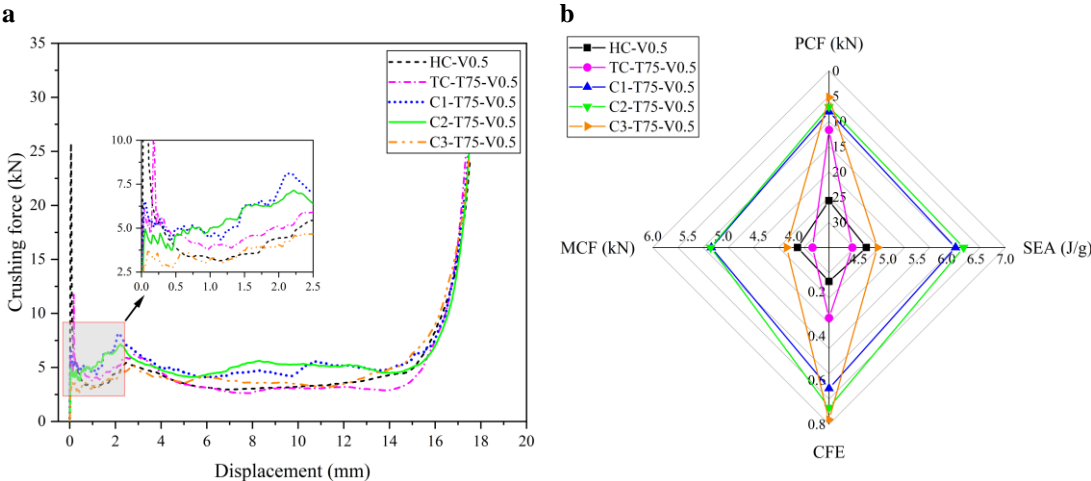 a
Crushing force (kN)
35
30
25
20
15
10
5
0
0 2 4 6 8 10 12 14 16 18 20
Displacement (mm)
HC-V0.5
TC-T75-V0.5
C1-T75-V0.5
C2-T75-V0.5
C3-T75-V0.5
10.0
7.5
5.0
2.5
0.0 0.5 1.0 1.5 2.0 2.5
b
HC-V0.5
TC-T75-V0.5
C1-T75-V0.5
C2-T75-V0.5
C3-T75-V0.5
PCF (kN)
0
5
10
15
20
25
30
MCF (kN)
6.0 5.5 5.0 4.5 4.0
4.5 5.0 5.5 6.0 6.5 7.0
SEA (J/g)
0.2
0.4
0.6
0.8
CFE